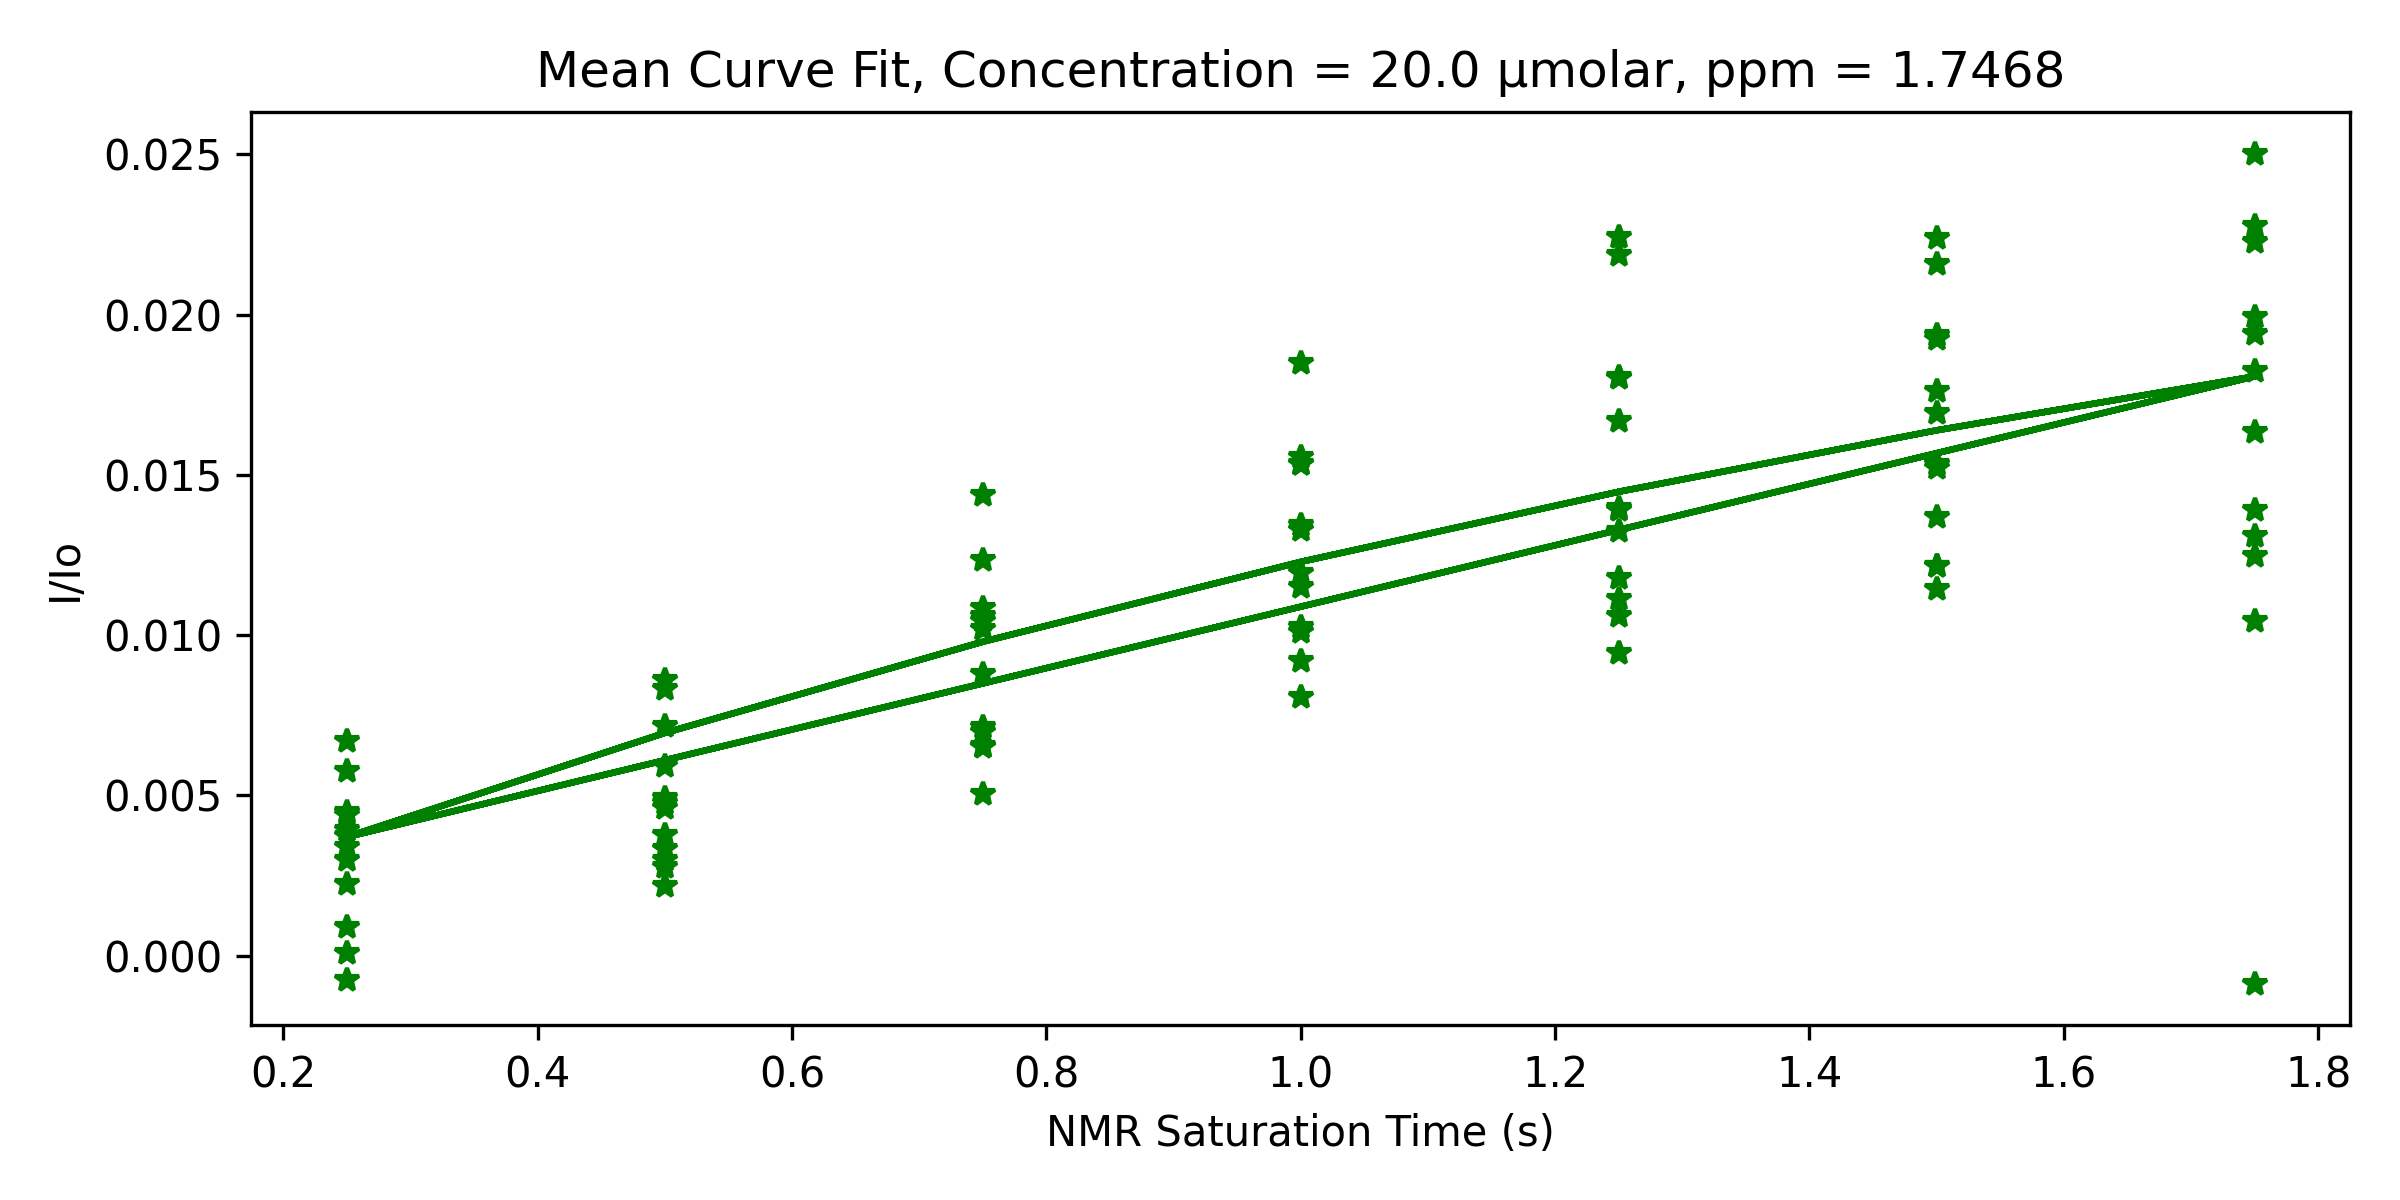 Mean Curve Fit, Concentration = 20.0 μmolar, ppm = 1.7468
0.025
0.020
0.015
0.010
0.005
0.000
I/Io
0.2 0.4 0.6 0.8 1.0 1.2 1.4 1.6 1.8
NMR Saturation Time (s)